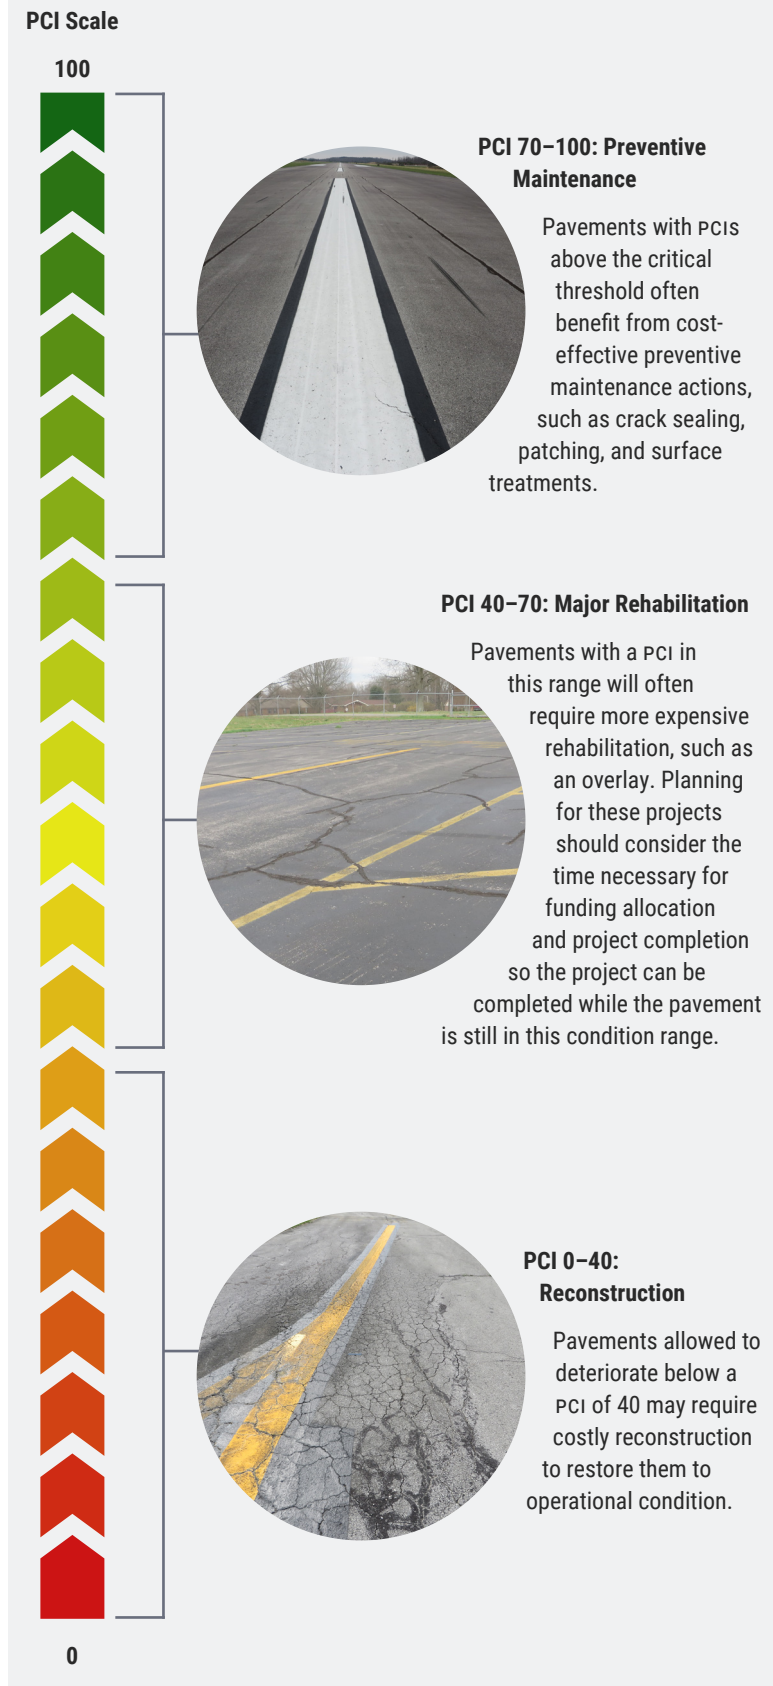 PCI Scale
100
PCI 70–100: Preventive
Maintenance
Pavements with PCIs
above the critical
threshold often
benefit from cost-
effective preventive
maintenance actions,
such as crack sealing,
patching, and surface
treatments.
PCI 40–70: Major Rehabilitation
Pavements with a PCI in
this range will often
require more expensive
rehabilitation, such as
an overlay. Planning
for these projects
should consider the
time necessary for
funding allocation
and project completion
so the project can be
completed while the pavement
is still in this condition range.
PCI 0–40:
Reconstruction
Pavements allowed to
deteriorate below a
PCI of 40 may require
costly reconstruction
to restore them to
operational condition.
0